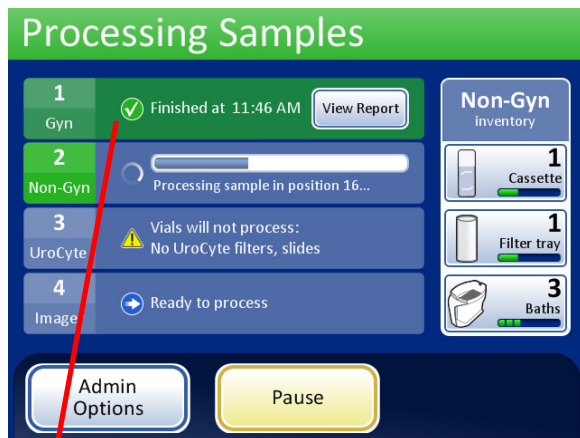 Processing Samples
1
Gyn
Finished at 11:46 AM
View Report
2
Non-Gyn
Processing sample in position 16...
3
UroCyte
Vials will not process:
No UroCyte filters, slides
4
Image
Ready to process
Non-Gyn
inventory
1
Cassette
1
Filter tray
3
Baths
Admin
Options
Pause